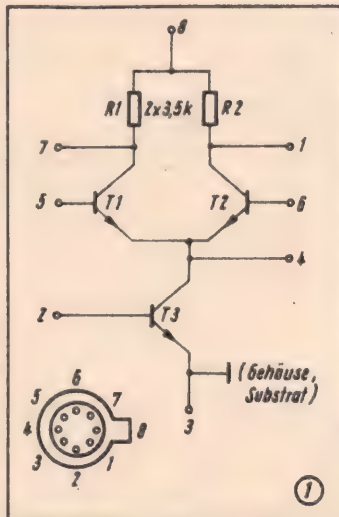 8
R1 2x3,5k R2
7 1
5 T1 T2 6
4
2 T3
(Gehäuse,
Substrat)
3
6
5 7
4 8
3 1
2
1